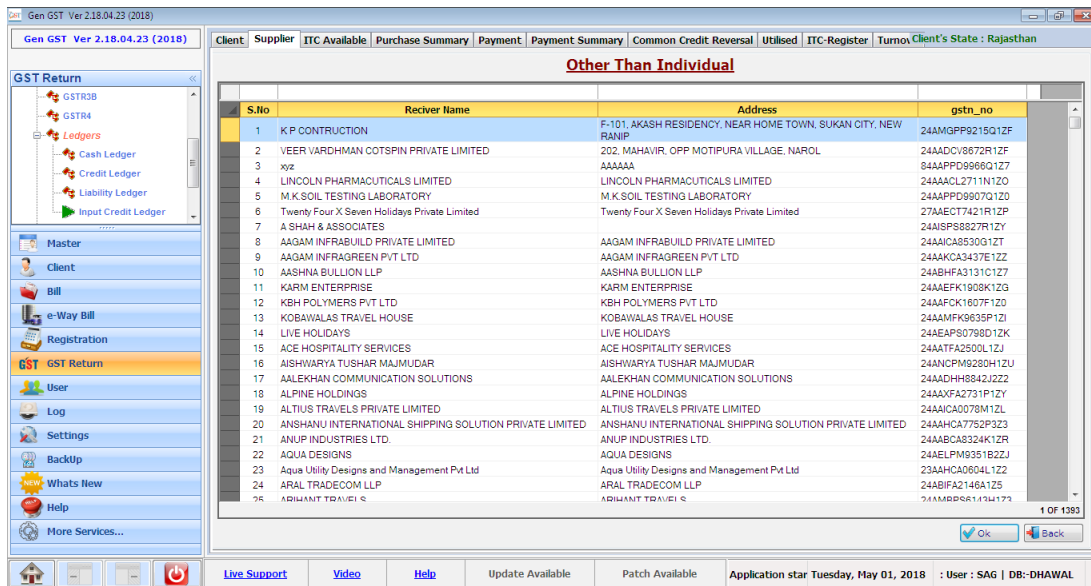 Gen GST Ver 2.18.04.23 (2018)
Gen GST Ver 2.18.04.23 (2018)
Client Supplier ITC Available Purchase Summary Payment Payment Summary Common Credit Reversal Utilised ITC-Register Client's State : Rajasthan
GST Return
GSTR3B
GSTR4
Ledgers
Cash Ledger
Credit Ledger
Liability Ledger
Input Credit Ledger
Master
Client
Bill
e-Way Bill
Registration
GST GST Return
User
Log
Settings
BackUp
NEW Whats New
Help
More Services...
Other Than Individual
S.No Reciver Name Address gstn_no
1 K P CONTRUCTION F-101, AKASH RESIDENCY, NEAR HOME TOWN, SUKAN CITY, NEW RANIP 24AMGPP9215Q1ZF
2 VEER VARDHMAN COTSPIN PRIVATE LIMITED 202, MAHAVIR, OPP MOTIPURA VILLAGE, NAROL 24AADCV8672R1ZF
3 xyz AAAAAA 84AAPPD9966Q1Z7
4 LINCOLN PHARMACUTICALS LIMITED LINCOLN PHARMACUTICALS LIMITED 24AAACL2711N1ZO
5 M.K.SOIL TESTING LABORATORY M.K.SOIL TESTING LABORATORY 24AAPPD9907Q1Z0
6 Twenty Four X Seven Holidays Private Limited Twenty Four X Seven Holidays Private Limited 27AAECT7421R1ZP
7 A SHAH & ASSOCIATES 24AISPS8827R1ZY
8 AAGAM INFRABUILD PRIVATE LIMITED AAGAM INFRABUILD PRIVATE LIMITED 24AAICA8530G1ZT
9 AAGAM INFRAGREEN PVT LTD AAGAM INFRAGREEN PVT LTD 24AAKCA3437E1ZZ
10 AASHNA BULLION LLP AASHNA BULLION LLP 24ABHFA3131C1Z7
11 KARM ENTERPRISE KARM ENTERPRISE 24AAEFK1908K1ZG
12 KBH POLYMERS PVT LTD KBH POLYMERS PVT LTD 24AAFCK1607F1Z0
13 KOBAWALAS TRAVEL HOUSE KOBAWALAS TRAVEL HOUSE 24AAMFK9635P1ZI
14 LIVE HOLIDAYS LIVE HOLIDAYS 24AEAPS0798D1ZK
15 ACE HOSPITALITY SERVICES ACE HOSPITALITY SERVICES 24AATFA2500L1ZJ
16 AISHWARYA TUSHAR MAJMUDAR AISHWARYA TUSHAR MAJMUDAR 24ANCPM9280H1ZU
17 AALEKHAN COMMUNICATION SOLUTIONS AALEKHAN COMMUNICATION SOLUTIONS 24AADHH8842J2Z2
18 ALPINE HOLDINGS ALPINE HOLDINGS 24AAXFA2731P1ZY
19 ALTIUS TRAVELS PRIVATE LIMITED ALTIUS TRAVELS PRIVATE LIMITED 24AAICA0078M1ZL
20 ANSHANU INTERNATIONAL SHIPPING SOLUTION PRIVATE LIMITED ANSHANU INTERNATIONAL SHIPPING SOLUTION PRIVATE LIMITED 24AAHCA7752P3Z3
21 ANUP INDUSTRIES LTD. ANUP INDUSTRIES LTD. 24ABCA8324K1ZR
22 AQUA DESIGNS AQUA DESIGNS 24AELPM9351B2ZJ
23 Aqua Utility Designs and Management Pvt Ltd Aqua Utility Designs and Management Pvt Ltd 23AAHCA0604L1Z2
24 ARAL TRADECOM LLP ARAL TRADECOM LLP 24ABIFA2146A1Z5
25 ARIHANT TRAVELS ARIHANT TRAVELS 24AMBPS6143H1Z3
1 OF 1393
Ok Back
Live Support Video Help Update Available Patch Available Application star Tuesday, May 01, 2018 : User : SAG | DB:-DHAWAL